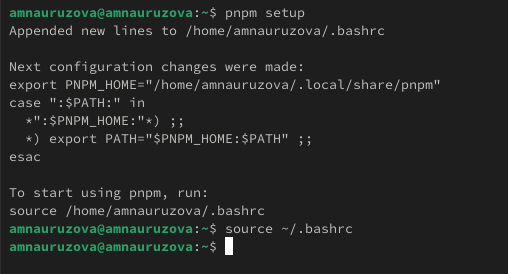 amnauruzova@amnauruzova:~$ pnpm setup
Appended new lines to /home/amnauruzova/.bashrc

Next configuration changes were made:
export PNPM_HOME="/home/amnauruzova/.local/share/pnpm"
case ":$PATH:" in
  *":$PNPM_HOME:"*) ;;
  *) export PATH="$PNPM_HOME:$PATH" ;;
esac

To start using pnpm, run:
source /home/amnauruzova/.bashrc
amnauruzova@amnauruzova:~$ source ~/.bashrc
amnauruzova@amnauruzova:~$